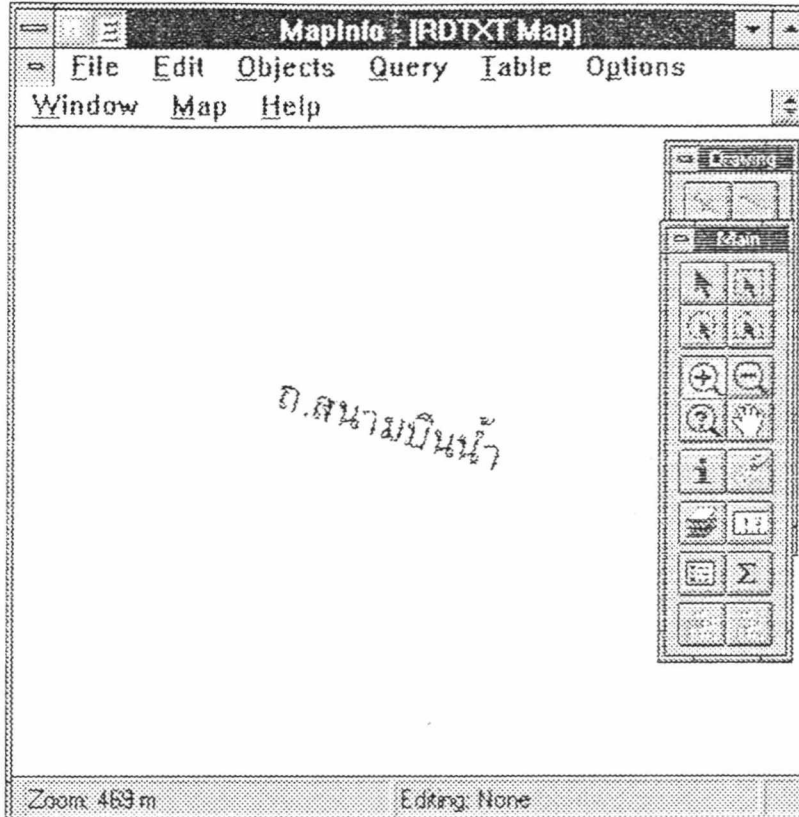 MapInfo - [RDTXT Map]
File Edit Objects Query Table Options
Window Map Help
Drawing
Main
ถ.สนามบินน้ำ
Zoom: 469 m Editing: None